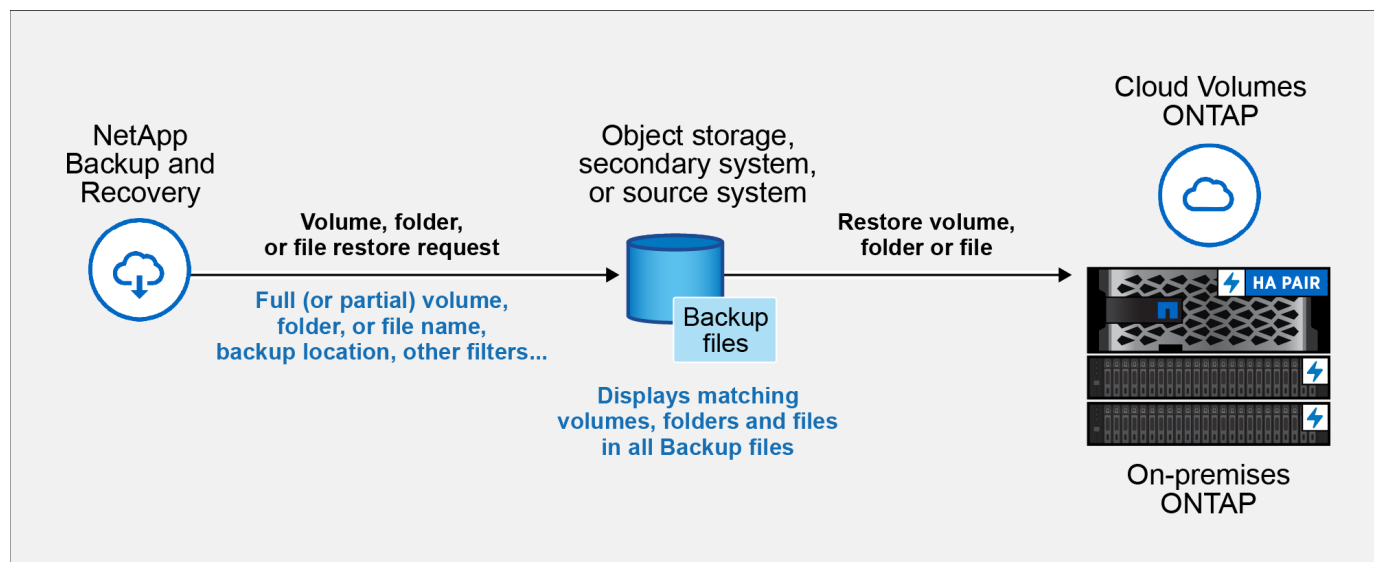 NetApp
Backup and
Recovery
Volume, folder,
or file restore request
Full (or partial) volume,
folder, or file name,
backup location, other filters...
Object storage,
secondary system,
or source system
Backup
files
Displays matching
volumes, folders and files
in all Backup files
Restore volume,
folder or file
Cloud Volumes
ONTAP
HA PAIR
On-premises
ONTAP